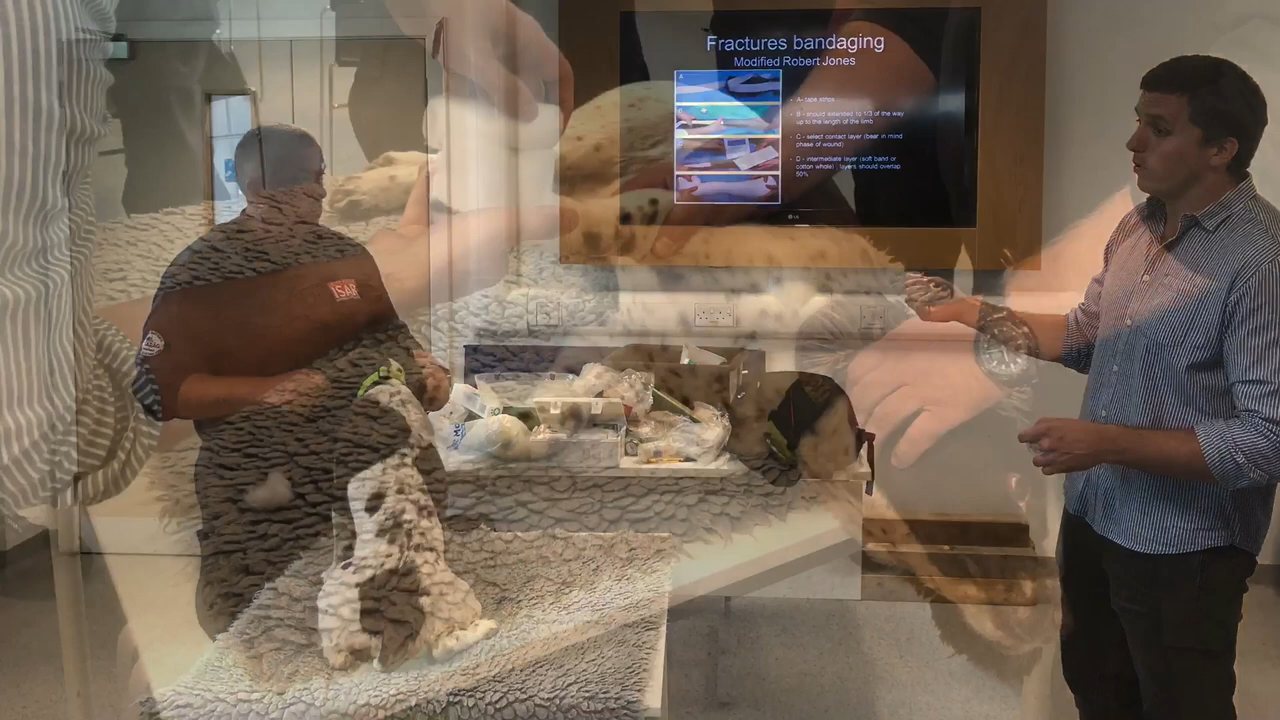 Fractures bandaging
Modified Robert Jones
A- tape strips
B - should extended to 1/3 of the way
up to the length of the limb
C - select contact layer (bear in mind
phase of wound)
D - intermediate layer (soft band or
cotton whole) ; layers should overlap
50%
LG
ISAR